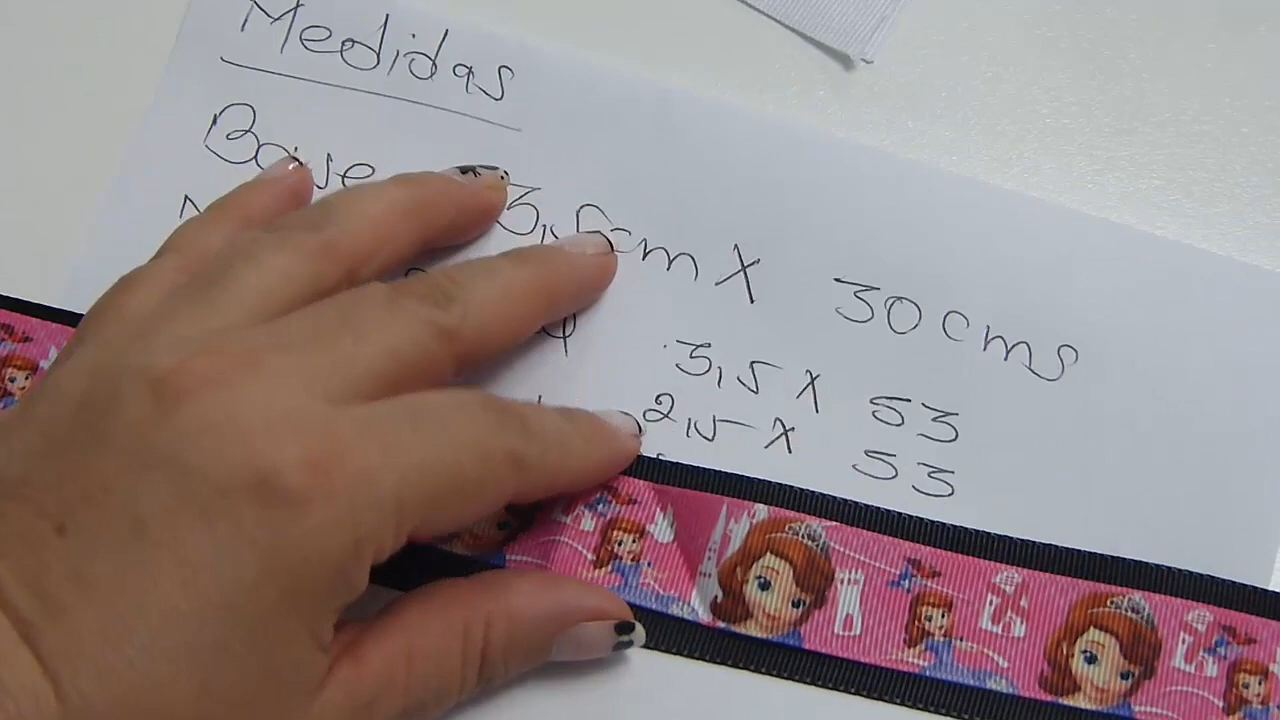 Medidas
Base 3,5cm X 30cms
3,5 X 53
2,5 X 53